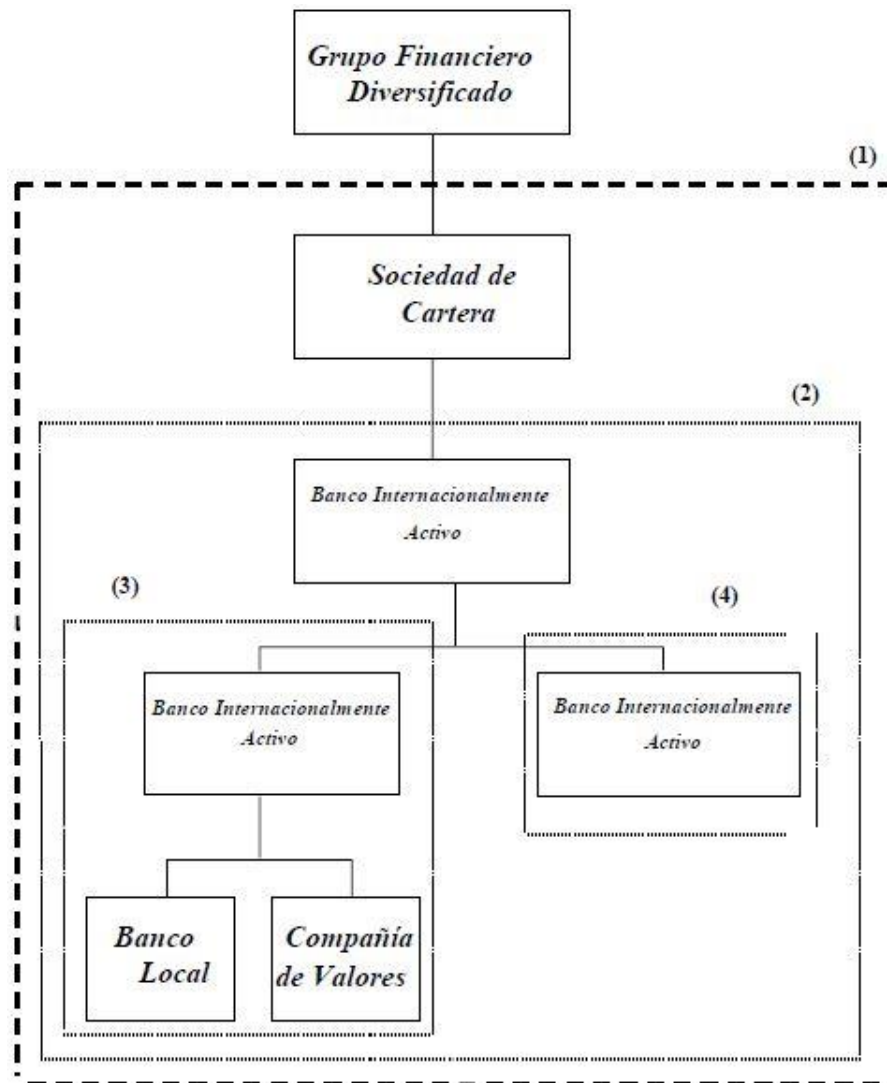 Grupo Financiero
Diversificado
(1)
Sociedad de
Cartera
(2)
Banco Internacionalmente
Activo
(3)
(4)
Banco Internacionalmente
Activo
Banco Internacionalmente
Activo
Banco
Local
Compañía
de Valores